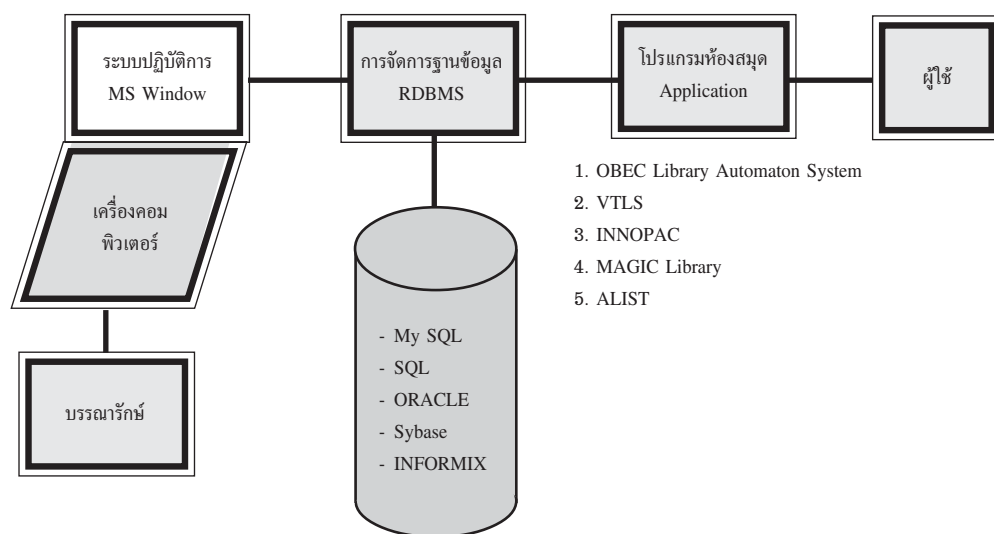 ระบบปฏิบัติการ
MS Window
การจัดการฐานข้อมูล
RDBMS
โปรแกรมห้องสมุด
Application
ผู้ใช้
เครื่องคอม
พิวเตอร์
บรรณารักษ์
- My SQL
- SQL
- ORACLE
- Sybase
- INFORMIX
1. OBEC Library Automaton System
2. VTLS
3. INNOPAC
4. MAGIC Library
5. ALIST